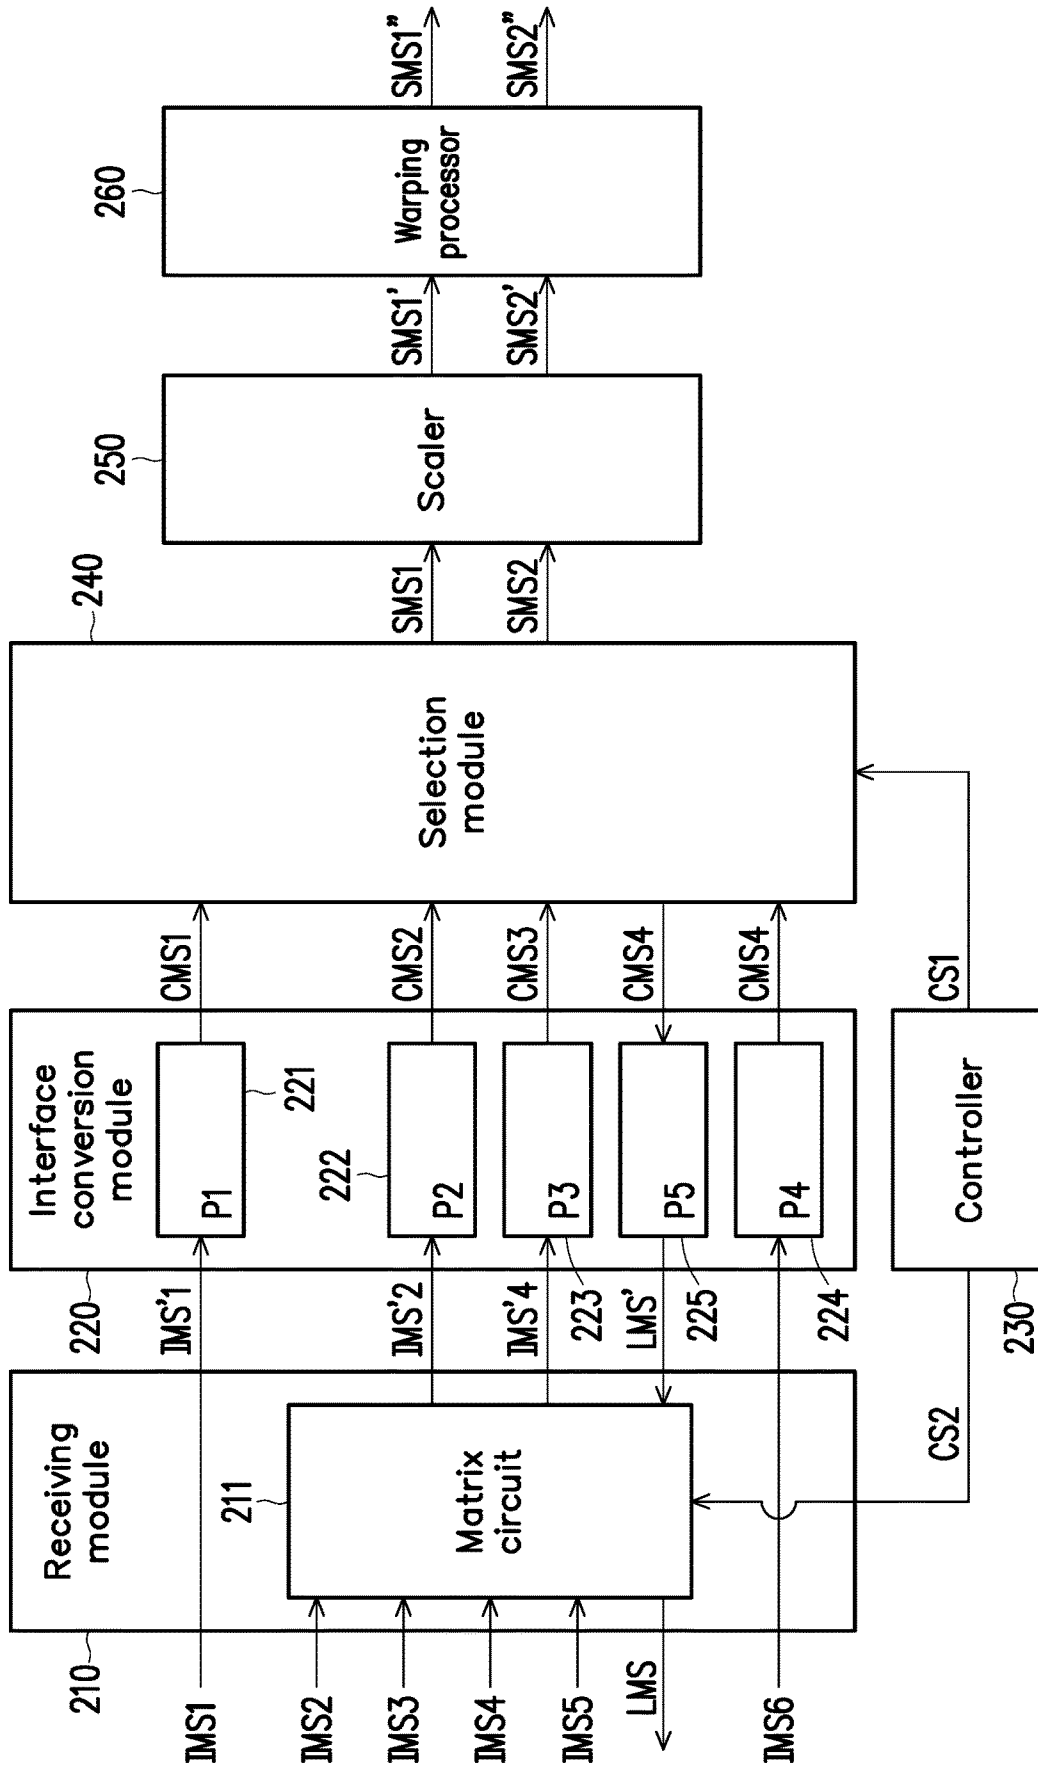 210
Receiving
module
211
Matrix
circuit
IMS1
IMS2
IMS3
IMS4
IMS5
LMS
IMS6
220
Interface
conversion
module
IMS'1
IMS'2
IMS'4
LMS'
P1
221
222
P2
P3
223
P5
225
P4
224
CMS1
CMS2
CMS3
CMS4
CMS4
CS2
230
Controller
CS1
240
Selection
module
SMS1
SMS2
250
Scaler
SMS1'
SMS2'
260
Warping
processor
SMS1"
SMS2"